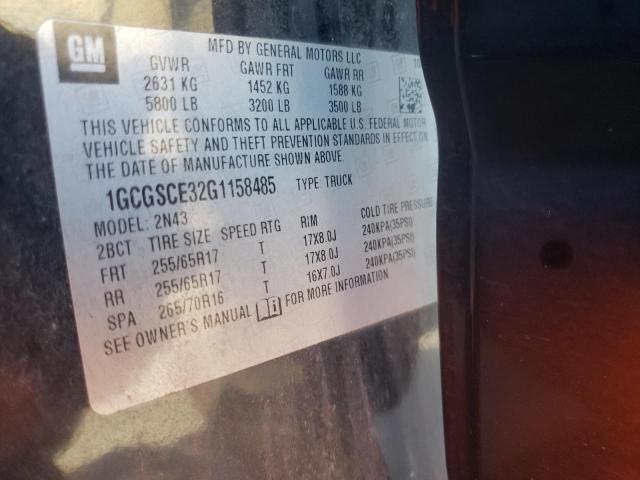 GM
MFD BY GENERAL MOTORS LLC
GVWR GAWR FRT GAWR RR
2631 KG 1452 KG 1588 KG
5800 LB 3200 LB 3500 LB
THIS VEHICLE CONFORMS TO ALL APPLICABLE U.S. FEDERAL MOTOR
VEHICLE SAFETY AND THEFT PREVENTION STANDARDS IN EFFECT ON
THE DATE OF MANUFACTURE SHOWN ABOVE.
1GCGSCE32G1158485 TYPE: TRUCK
MODEL: 2N43
2BCT TIRE SIZE SPEED RTG RIM COLD TIRE PRESSURE
FRT 255/65R17 T 17X8.0J 240KPA(35PSI)
RR 255/65R17 T 17X8.0J 240KPA(35PSI)
SPA 265/70R16 T 16X7.0J 240KPA(35PSI)
SEE OWNER'S MANUAL FOR MORE INFORMATION